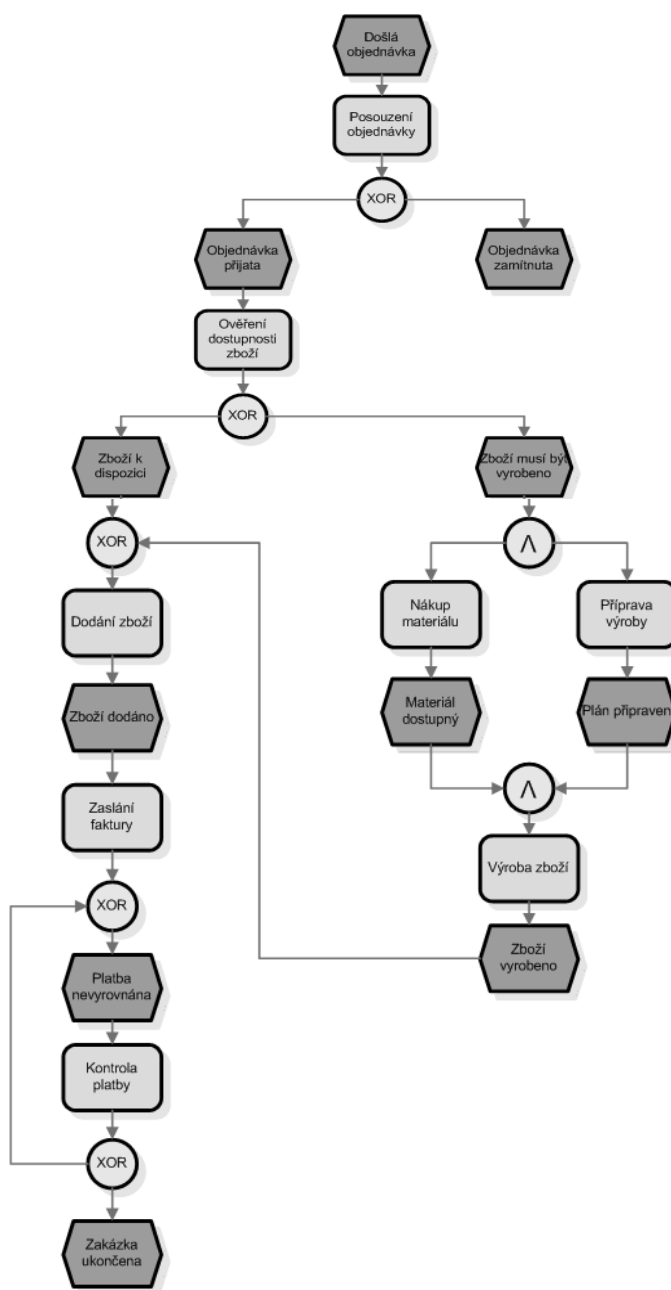 Došlá
objednávka
Posouzení
objednávky
XOR
Objednávka
přijata
Objednávka
zamítnuta
Ověření
dostupnosti
zboží
XOR
Zboží k
dispozici
Zboží musí být
vyrobeno
XOR
Λ
Dodání zboží
Nákup
materiálu
Příprava
výroby
Zboží dodáno
Materiál
dostupný
Plán připraven
Λ
Zaslání
faktury
Výroba zboží
XOR
Zboží
vyrobeno
Platba
nevyrovnána
Kontrola
platby
XOR
Zakázka
ukončena